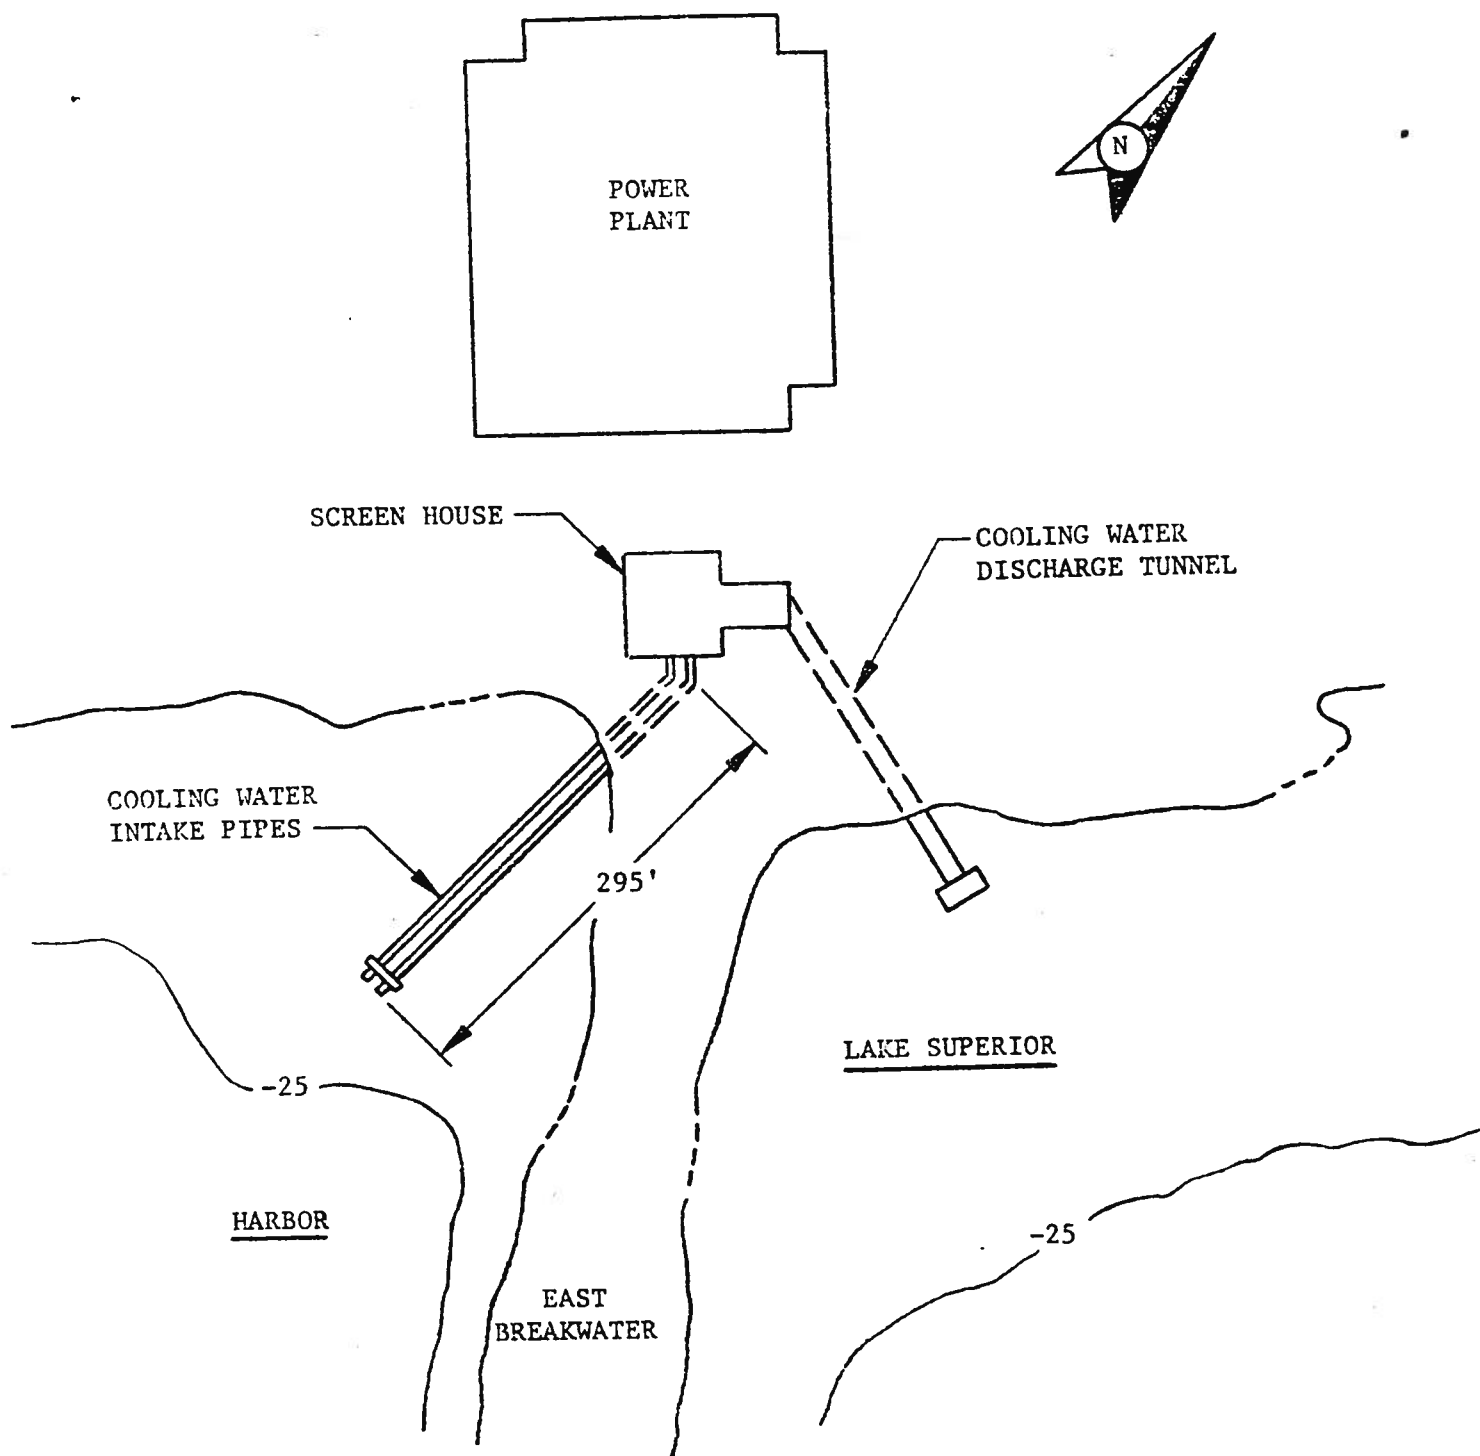 N
POWER
PLANT
SCREEN HOUSE
COOLING WATER
DISCHARGE TUNNEL
COOLING WATER
INTAKE PIPES
295'
LAKE SUPERIOR
-25
HARBOR
-25
EAST
BREAKWATER